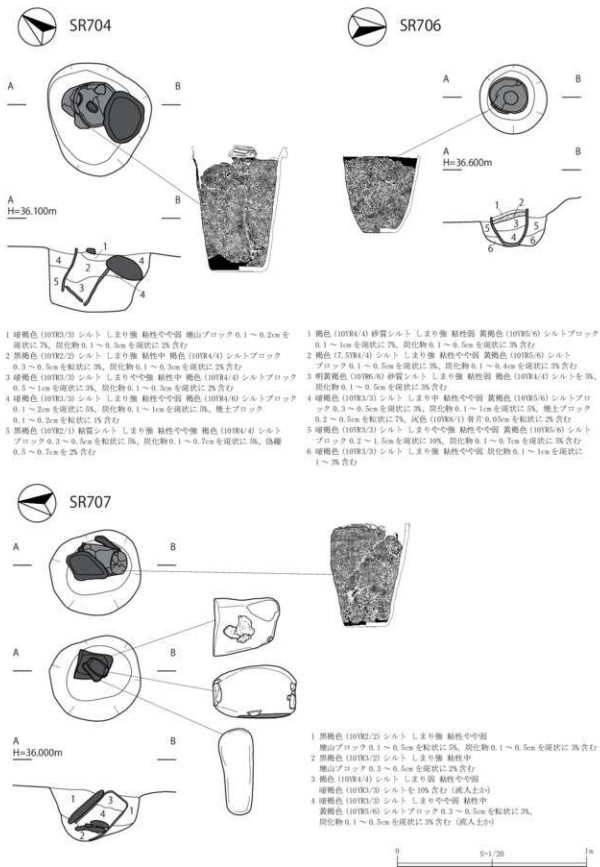 SR704
SR706
A
B
A
B
A
B
H=36.100m
A
B
H=36.600m
1
2
3
4
5
4
1
2
3
4
5
5
6
6
1 暗褐色 (10YR3/3) シルト しまり強 粘性やや弱 地山ブロック 0.1 ～ 0.2cm を
斑状に 7%、炭化物 0.1 ～ 0.3cm を斑状に 2% 含む
2 黒褐色 (10YR2/2) シルト しまり強 粘性中 褐色 (10YR4/4) シルトブロック
0.3 ～ 0.5cm を粒状に 3%、炭化物 0.1 ～ 0.3cm を斑状に 2% 含む
3 暗褐色 (10YR3/3) シルト しまりやや強 粘性中 褐色 (10YR4/4) シルトブロック
0.5 ～ 1cm を斑状に 3%、炭化物 0.1 ～ 0.3cm を斑状に 2% 含む
4 暗褐色 (10YR3/3) シルト しまり強 粘性やや弱 褐色 (10YR4/6) シルトブロック
0.1 ～ 2cm を斑状に 5%、炭化物 0.1 ～ 1cm を斑状に 5%、焼土ブロック
0.1 ～ 0.2cm を粒状に 1% 含む
5 黒褐色 (10YR2/1) 粘質シルト しまり強 粘性やや強 褐色 (10YR4/4) シルト
ブロック 0.3 ～ 0.5cm を粒状に 5%、炭化物 0.1 ～ 0.7cm を斑状に 5%、偽礫
0.5 ～ 0.7cm を 2% 含む
1 褐色 (10YR4/4) 砂質シルト しまり強 粘性弱 黄褐色 (10YR5/6) シルトブロック
0.1 ～ 1cm を斑状に 7%、炭化物 0.1 ～ 0.5cm を斑状に 3% 含む
2 褐色 (7.5YR4/4) シルト しまり強 粘性やや弱 黄褐色 (10YR5/6) シルト
ブロック 0.1 ～ 0.5cm を斑状に 3%、炭化物 0.1 ～ 0.4cm を斑状に 3% 含む
3 明黄褐色 (10YR6/6) 砂質シルト しまり強 粘性弱 褐色 (10YR4/4) シルトを 5%、
炭化物 0.1 ～ 0.5cm を斑状に 3% 含む
4 暗褐色 (10YR3/3) シルト しまり中 粘性やや弱 黄褐色 (10YR5/6) シルトブロ
ック 0.3 ～ 0.5cm を斑状に 3%、炭化物 0.1 ～ 1cm を斑状に 5%、焼土ブロック
0.2 ～ 0.5cm を粒状に 7%、灰色 (10YR8/1) 骨片 0.05cm を粒状に 2% 含む
5 暗褐色 (10YR3/3) シルト しまりやや強 粘性やや弱 黄褐色 (10YR5/6) シルト
ブロック 0.2 ～ 1.5cm を斑状に 10%、炭化物 0.1 ～ 0.7cm を斑状に 5% 含む
6 暗褐色 (10YR3/3) シルト しまり強 粘性やや弱 炭化物 0.1 ～ 1cm を斑状に
1 ～ 3% 含む
SR707
A
B
A
B
A
B
H=36.000m
1
3
1
4
2
1 黒褐色 (10YR2/2) シルト しまり強 粘性やや弱
地山ブロック 0.1 ～ 0.5cm を粒状に 5%、炭化物 0.1 ～ 0.5cm を斑状に 3% 含む
2 黒褐色 (10YR3/2) シルト しまり強 粘性中
地山ブロック 0.3 ～ 0.5cm を斑状に 2% 含む
3 褐色 (10YR4/4) シルト しまり弱 粘性やや弱
暗褐色 (10YR3/3) シルトを 10% 含む (流入土か)
4 暗褐色 (10YR3/3) シルト しまりやや弱 粘性中
黄褐色 (10YR5/6) シルトブロック 0.3 ～ 0.5cm を斑状に 3%、
炭化物 0.1 ～ 0.5cm を斑状に 3% 含む (流入土か)
0
S=1/20
1m